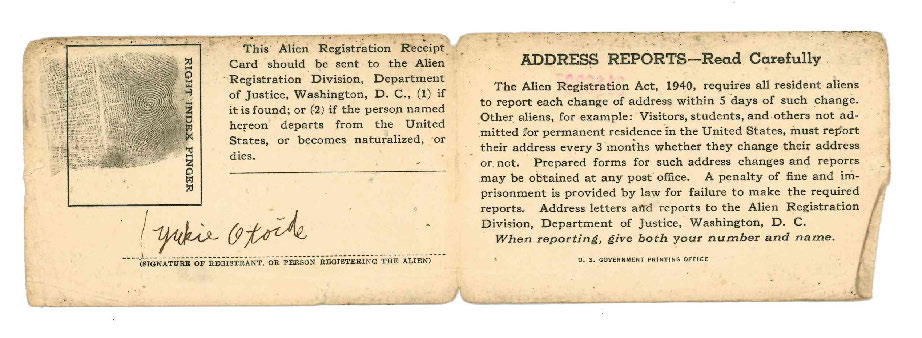 RIGHT INDEX FINGER
This Alien Registration Receipt
Card should be sent to the Alien
Registration Division, Department
of Justice, Washington, D. C., (1) if
it is found; or (2) if the person named
hereon departs from the United
States, or becomes naturalized, or
dies.
Yukie
(SIGNATURE OF REGISTRANT, OR PERSON REGISTERING THE ALIEN)
ADDRESS REPORTS—Read Carefully
The Alien Registration Act, 1940, requires all resident aliens
to report each change of address within 5 days of such change.
Other aliens, for example: Visitors, students, and others not ad-
mitted for permanent residence in the United States, must report
their address every 3 months whether they change their address
or not. Prepared forms for such address changes and reports
may be obtained at any post office. A penalty of fine and im-
prisonment is provided by law for failure to make the required
reports. Address letters and reports to the Alien Registration
Division, Department of Justice, Washington, D. C.
When reporting, give both your number and name.
U. S. GOVERNMENT PRINTING OFFICE